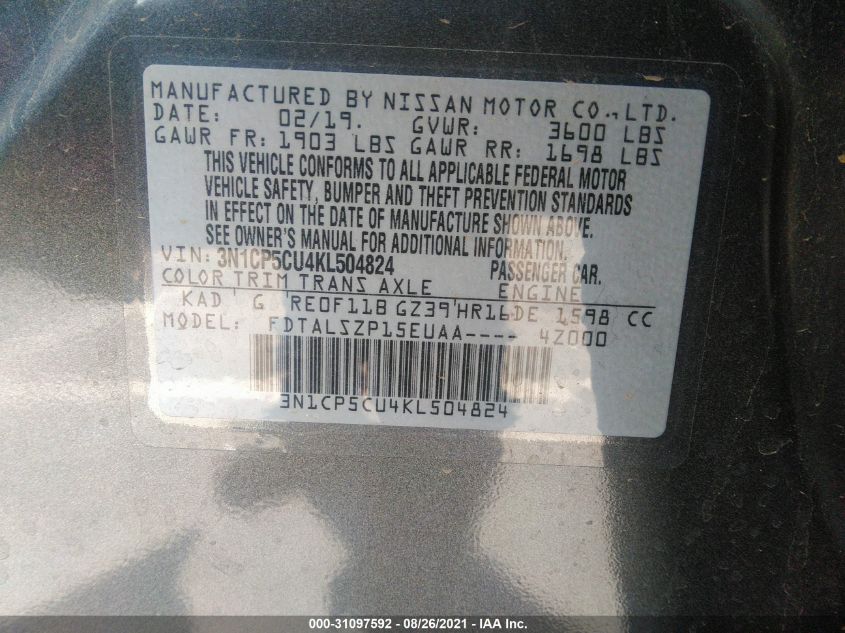 MANUFACTURED BY NISSAN MOTOR CO., LTD.
DATE: 02/19. GVWR: 3600 LBS
GAWR FR: 1903 LBS GAWR RR: 1698 LBS
THIS VEHICLE CONFORMS TO ALL APPLICABLE FEDERAL MOTOR
VEHICLE SAFETY, BUMPER AND THEFT PREVENTION STANDARDS
IN EFFECT ON THE DATE OF MANUFACTURE SHOWN ABOVE.
SEE OWNER'S MANUAL FOR ADDITIONAL INFORMATION.
VIN: 3N1CP5CU4KL504824 PASSENGER CAR.
COLOR TRIM TRANS AXLE ENGINE
KAD G RE0F11B GZ39 HR16DE 1598 CC
MODEL: FDTALSZP15EUAA---- 4Z000
3N1CP5CU4KL504824
000-31097592 - 08/26/2021 - IAA Inc.